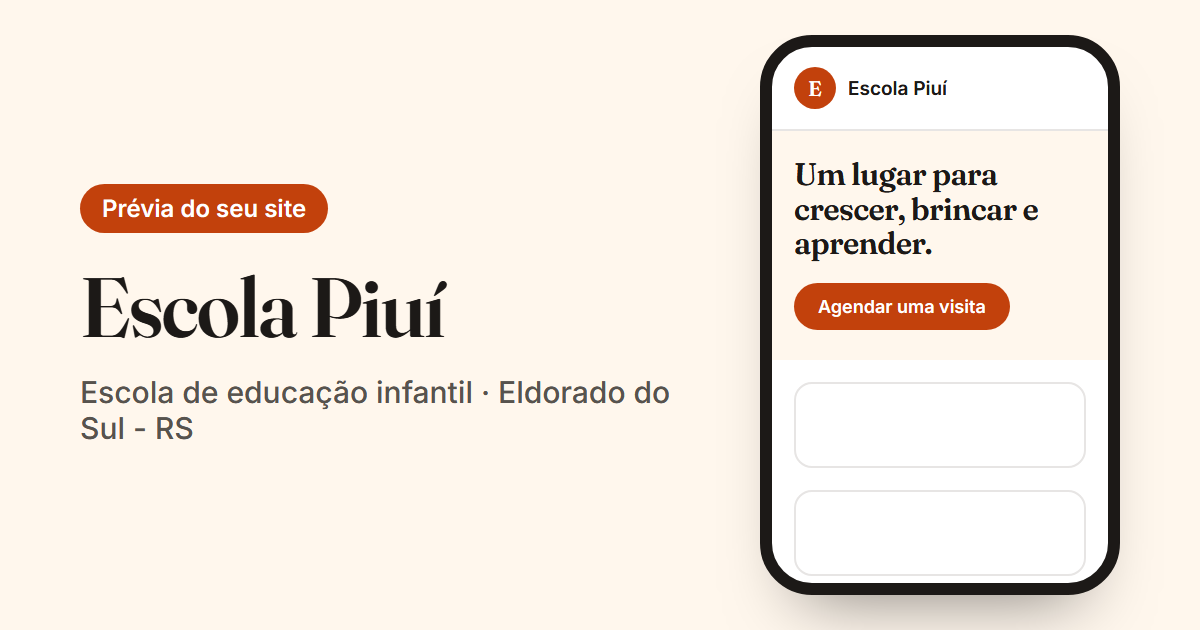 Prévia do seu site
Escola Piuí
Escola de educação infantil · Eldorado do
Sul - RS
E
Escola Piuí
Um lugar para
crescer, brincar e
aprender.
Agendar uma visita